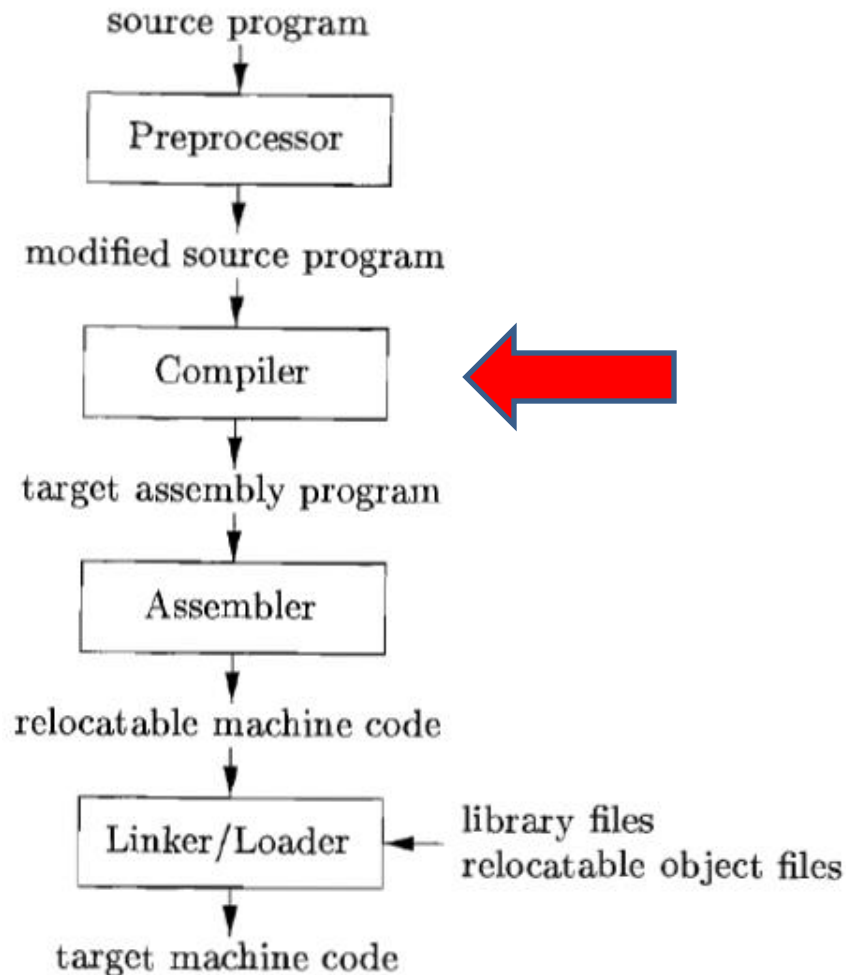 source program
Preprocessor
modified source program
Compiler
target assembly program
Assembler
relocatable machine code
Linker/Loader
library files
relocatable object files
target machine code